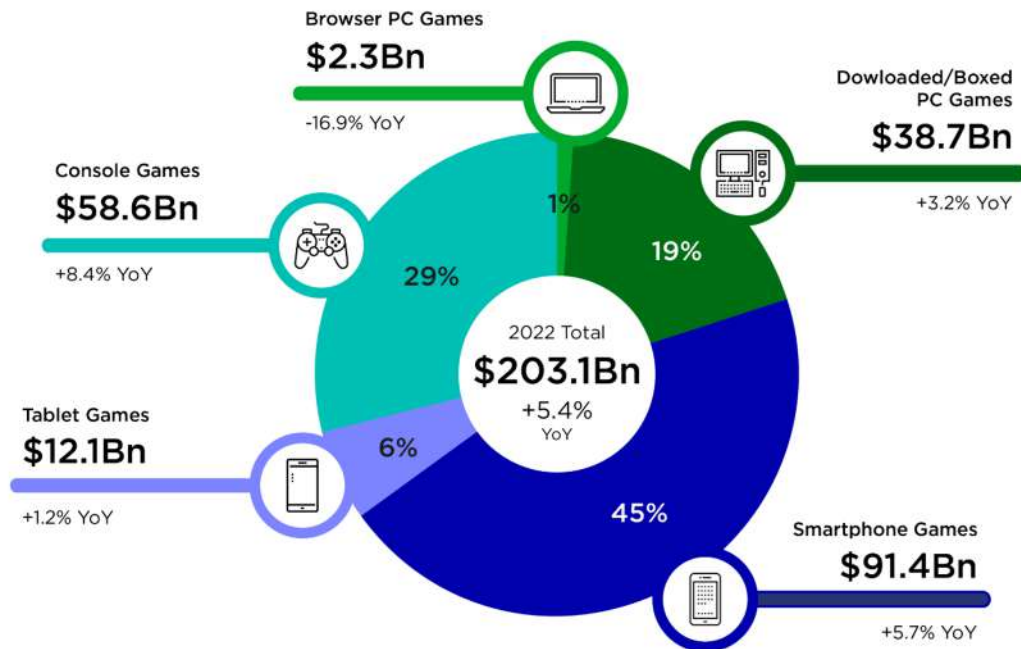 Browser PC Games
$2.3Bn
-16.9% YoY
Dowloaded/Boxed
PC Games
$38.7Bn
+3.2% YoY
Console Games
$58.6Bn
+8.4% YoY
1%
19%
29%
2022 Total
$203.1Bn
+5.4%
YoY
Tablet Games
$12.1Bn
+1.2% YoY
6%
45%
Smartphone Games
$91.4Bn
+5.7% YoY